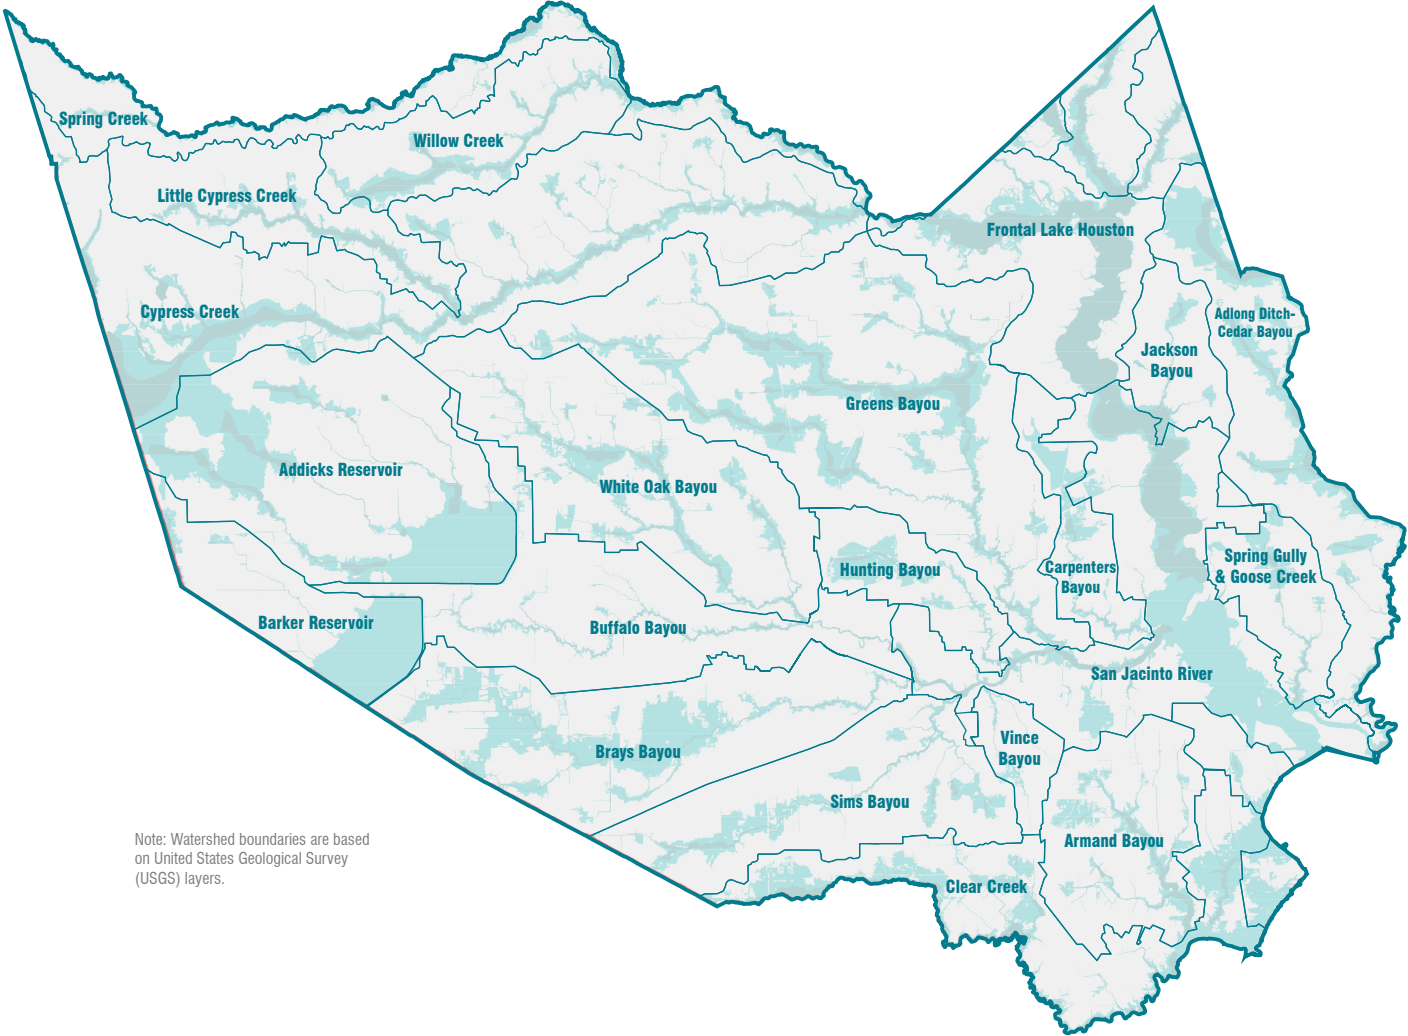 Spring Creek
Willow Creek
Little Cypress Creek
Frontal Lake Houston
Cypress Creek
Adlong Ditch-
Cedar Bayou
Jackson
Bayou
Greens Bayou
Addicks Reservoir
White Oak Bayou
Hunting Bayou
Carpenters
Bayou
Spring Gully
& Goose Creek
Barker Reservoir
Buffalo Bayou
San Jacinto River
Brays Bayou
Vince
Bayou
Sims Bayou
Armand Bayou
Clear Creek
Note: Watershed boundaries are based
on United States Geological Survey
(USGS) layers.